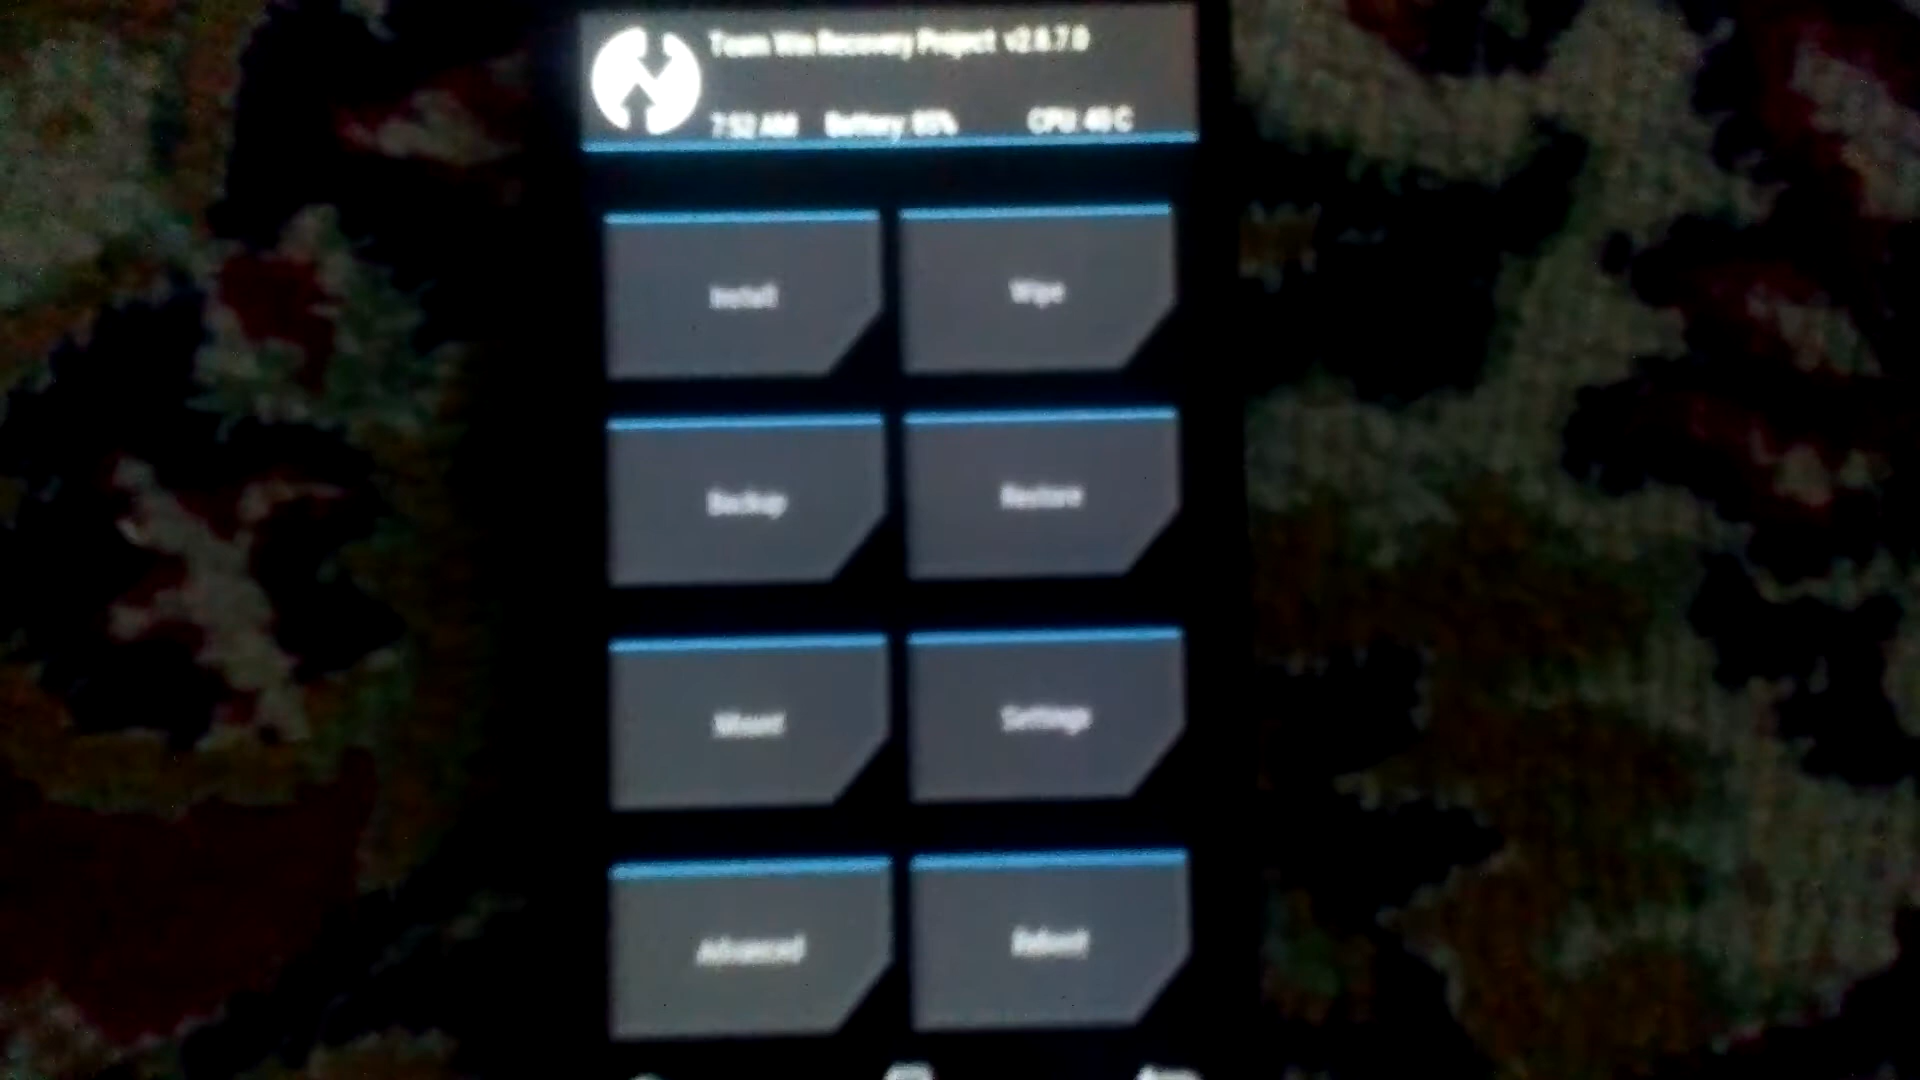 Team Win Recovery Project v2.8.7.0
7:52 AM Battery: 85% CPU: 40 C
Install Wipe
Backup Restore
Mount Settings
Advanced Reboot